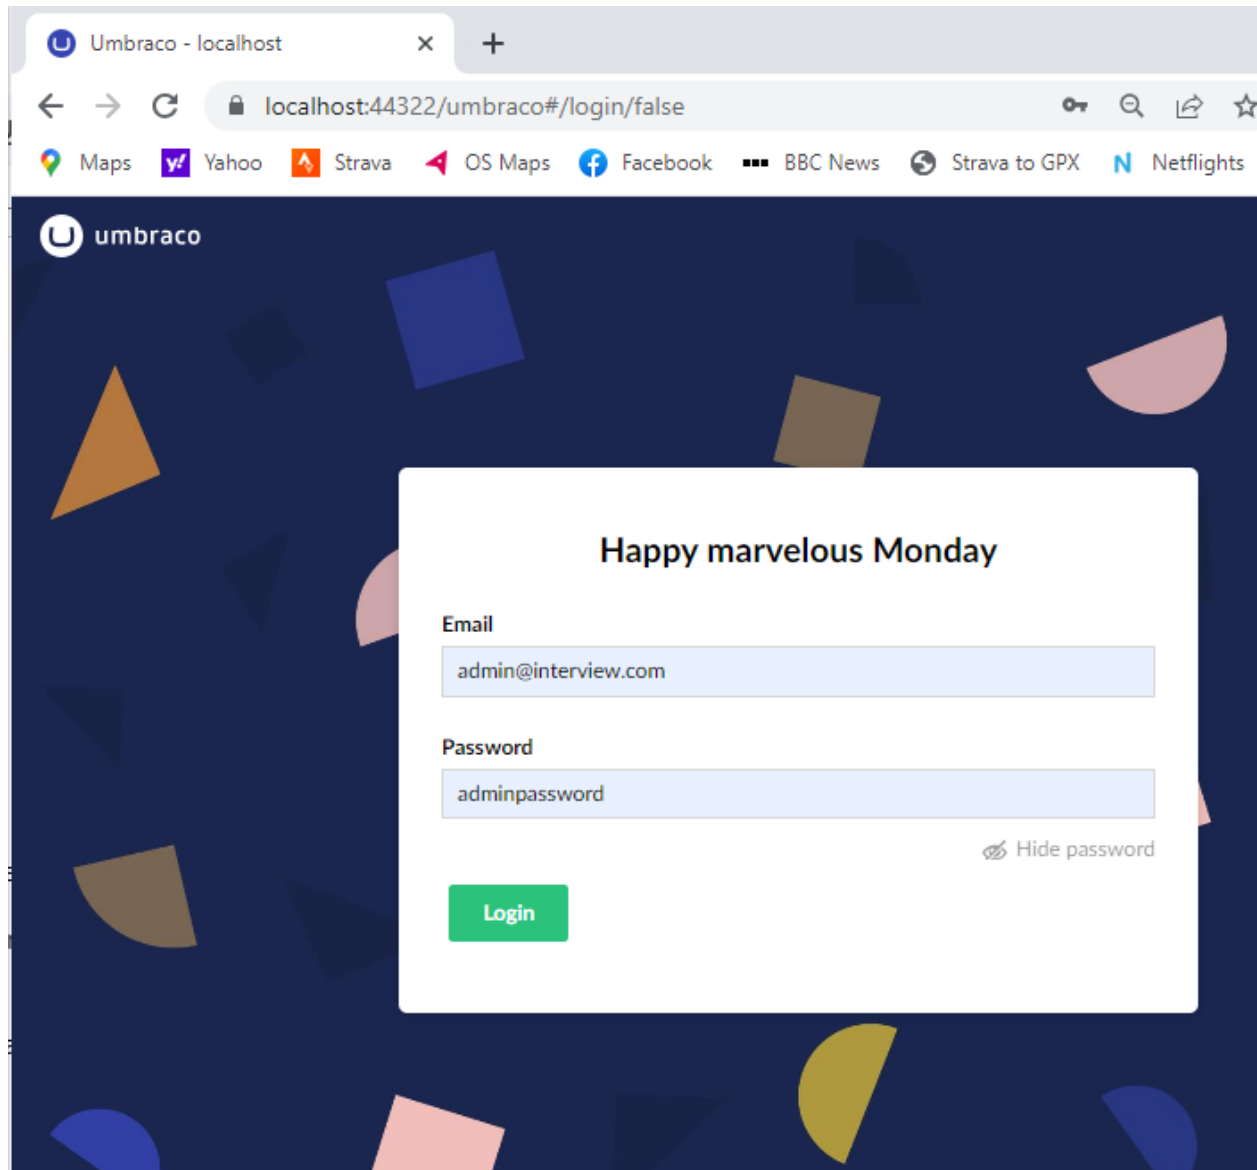 Umbraco - localhost
localhost:44322/umbraco#/login/false
Maps Yahoo Strava OS Maps Facebook BBC News Strava to GPX Netflights
umbraco
Happy marvelous Monday
Email
admin@interview.com
Password
adminpassword
Hide password
Login